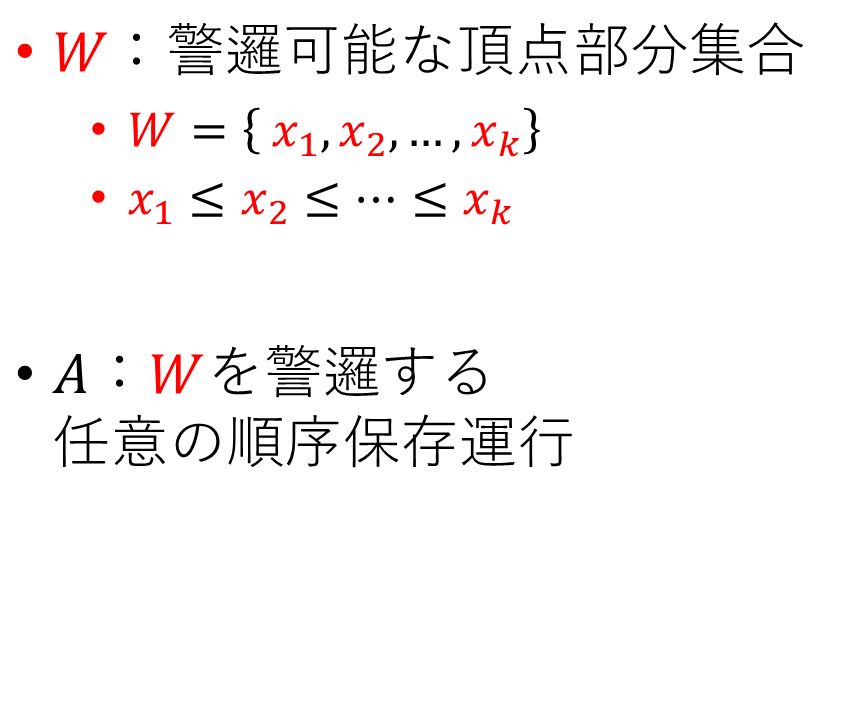 • W：警邏可能な頂点部分集合
• W = { x₁, x₂, … , xₖ}
• x₁ ≤ x₂ ≤ ⋯ ≤ xₖ
• A：Wを警邏する
任意の順序保存運行